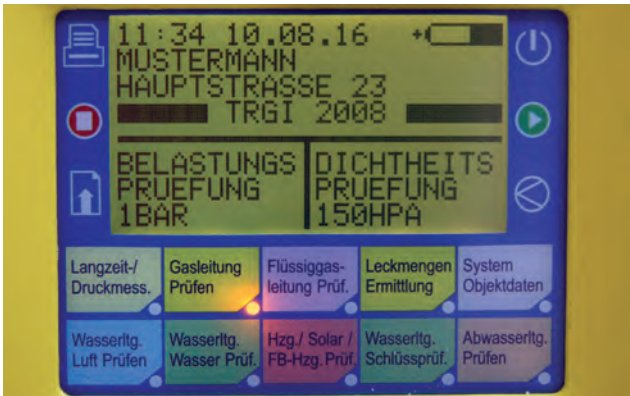 11:34 10.08.16
MUSTERMANN
HAUPTSTRASSE 23
TRGI 2008
BELASTUNGS
PRUEFUNG
1BAR
DICHTHEITS
PRUEFUNG
150HPA
Langzeit-/
Druckmess.
Gasleitung
Prüfen
Flüssiggas-
leitung Prüf.
Leckmengen
Ermittlung
System
Objektdaten
Wasserltg.
Luft Prüfen
Wasserltg.
Wasser Prüf.
Hzg./ Solar /
FB-Hzg. Prüf.
Wasserltg.
Schlüssprüf.
Abwasserltg.
Prüfen